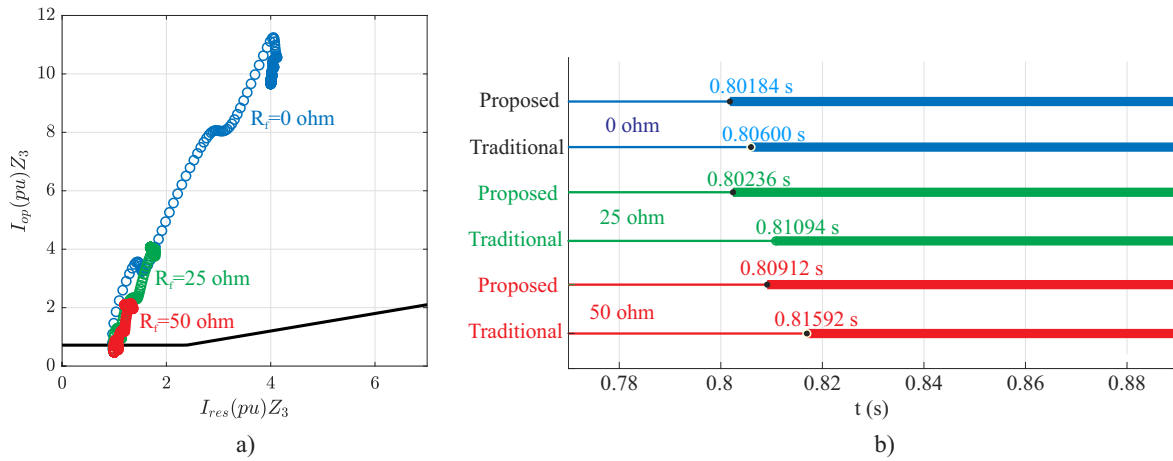 12
10
8
6
4
2
0
0
2
4
6
I_op(pu)Z_3
I_res(pu)Z_3
R_f=0 ohm
R_f=25 ohm
R_f=50 ohm
a)
Proposed
0.80184 s
0 ohm
Traditional
0.80600 s
Proposed
0.80236 s
25 ohm
Traditional
0.81094 s
Proposed
0.80912 s
50 ohm
Traditional
0.81592 s
0.78
0.8
0.82
0.84
0.86
0.88
t (s)
b)